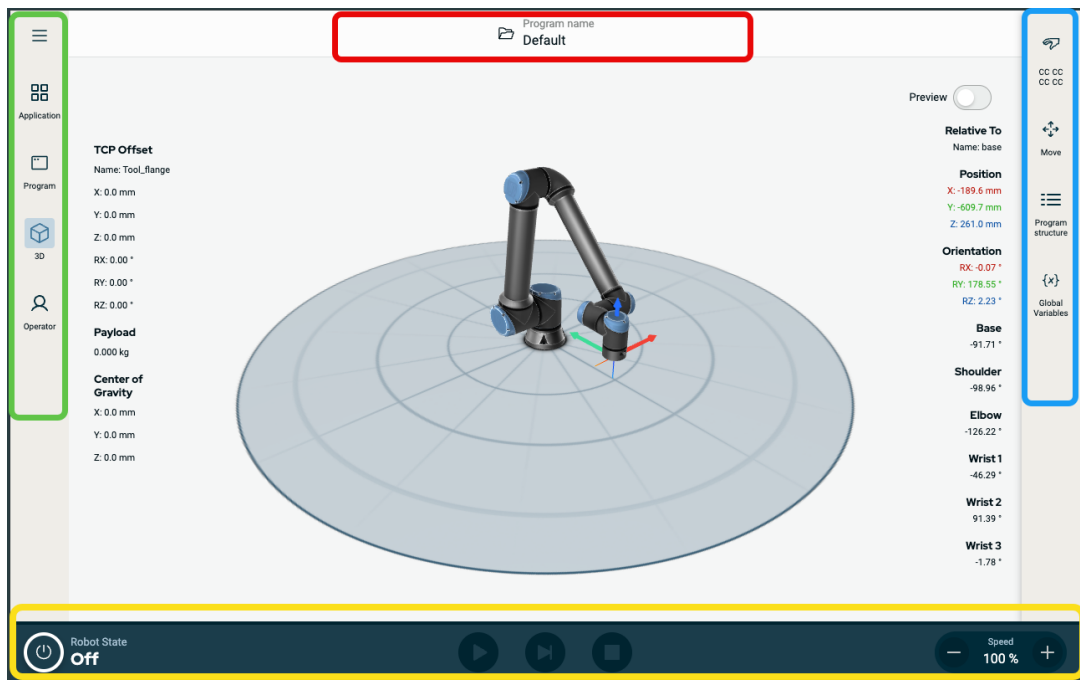 Program name
Default
Application
Program
3D
Operator
TCP Offset
Name: Tool_flange
X: 0.0 mm
Y: 0.0 mm
Z: 0.0 mm
RX: 0.00 °
RY: 0.00 °
RZ: 0.00 °
Payload
0.000 kg
Center of
Gravity
X: 0.0 mm
Y: 0.0 mm
Z: 0.0 mm
Preview
Relative To
Name: base
Position
X: -189.6 mm
Y: -609.7 mm
Z: 261.0 mm
Orientation
RX: -0.07 °
RY: 178.55 °
RZ: 2.23 °
Base
-91.71 °
Shoulder
-98.96 °
Elbow
-126.22 °
Wrist 1
-46.29 °
Wrist 2
91.39 °
Wrist 3
-1.78 °
CC CC
CC CC
Move
Program
structure
{x}
Global
Variables
Robot State
Off
Speed
100 %